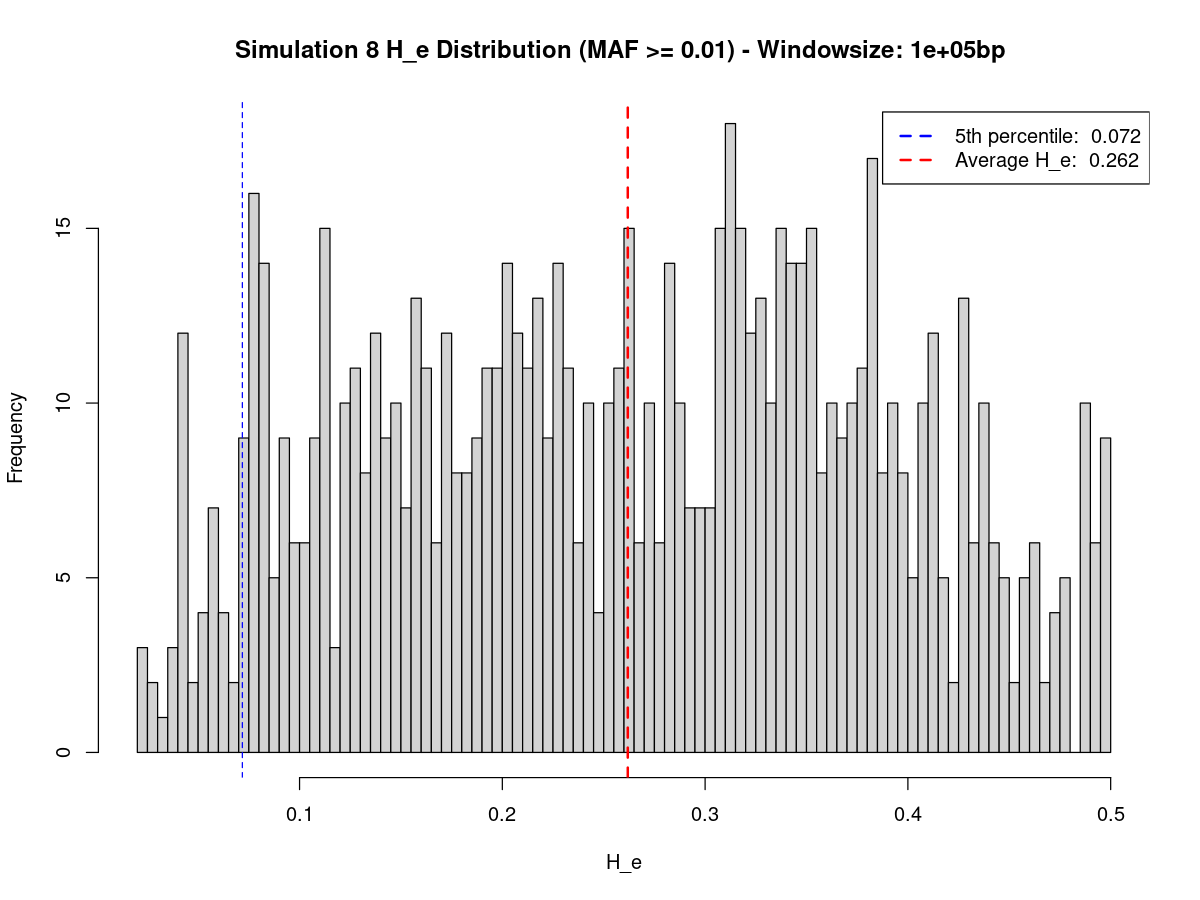 Simulation 8 H_e Distribution (MAF >= 0.01) - Windowsize: 1e+05bp
5th percentile: 0.072
Average H_e: 0.262
Frequency
15
10
5
0
0.1 0.2 0.3 0.4 0.5
H_e